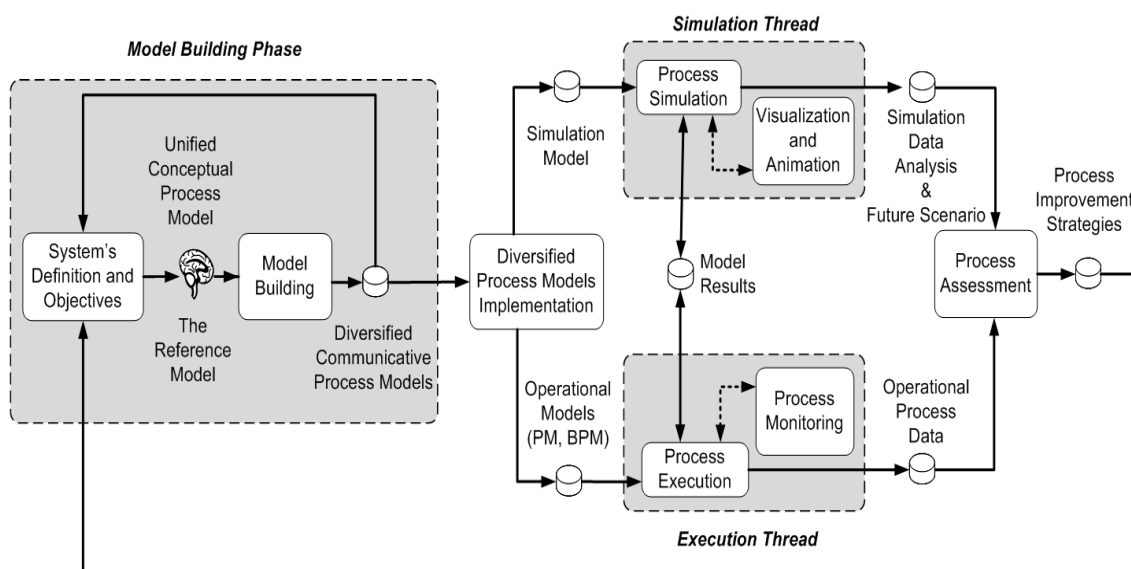 Model Building Phase
Unified
Conceptual
Process
Model
System's
Definition and
Objectives
The
Reference
Model
Model
Building
Diversified
Communicative
Process Models
Diversified
Process Models
Implementation
Simulation
Model
Operational
Models
(PM, BPM)
Simulation Thread
Process
Simulation
Visualization
and
Animation
Model
Results
Process
Monitoring
Process
Execution
Execution Thread
Simulation
Data
Analysis
&
Future Scenario
Operational
Process
Data
Process
Assessment
Process
Improvement
Strategies